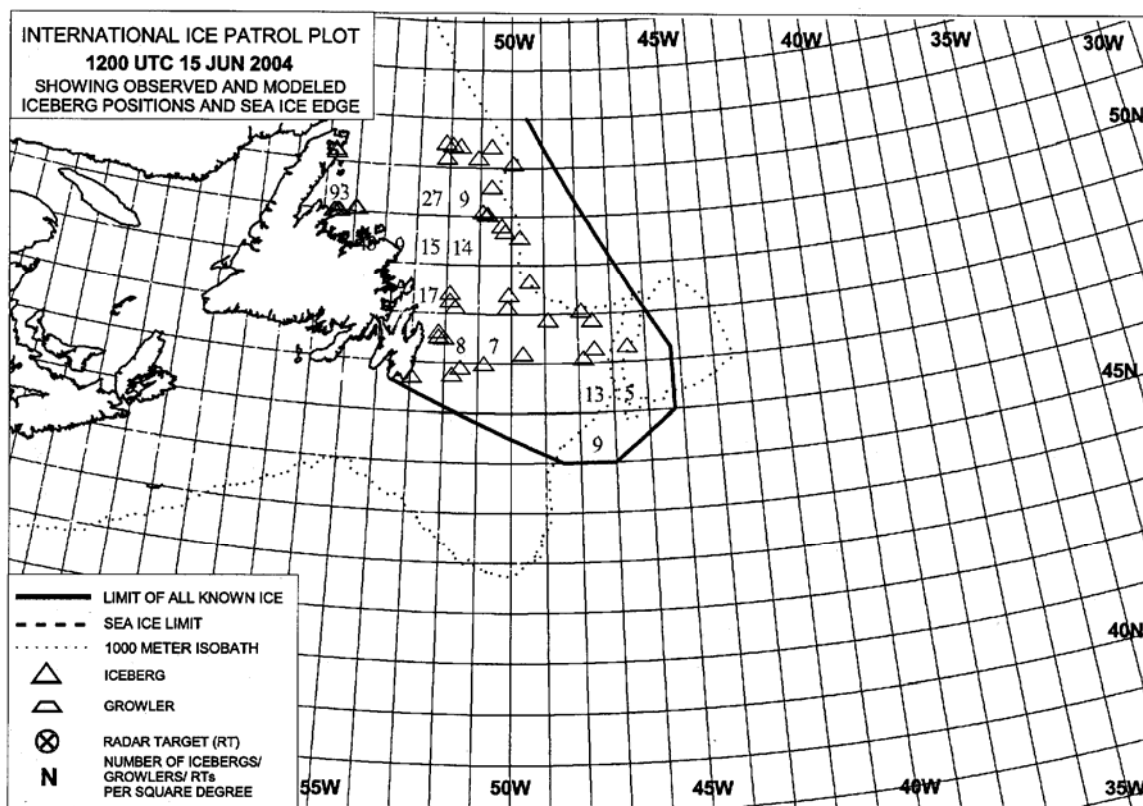 INTERNATIONAL ICE PATROL PLOT
1200 UTC 15 JUN 2004
SHOWING OBSERVED AND MODELED
ICEBERG POSITIONS AND SEA ICE EDGE
50W 45W 40W 35W 30W
50N
93 27 9
9 15 14
17
8 7
45N
13 5
9
LIMIT OF ALL KNOWN ICE
SEA ICE LIMIT
1000 METER ISOBATH
ICEBERG
GROWLER
40N
RADAR TARGET (RT)
N NUMBER OF ICEBERGS/
GROWLERS/ RTs
PER SQUARE DEGREE
55W 50W 45W 40W 35W